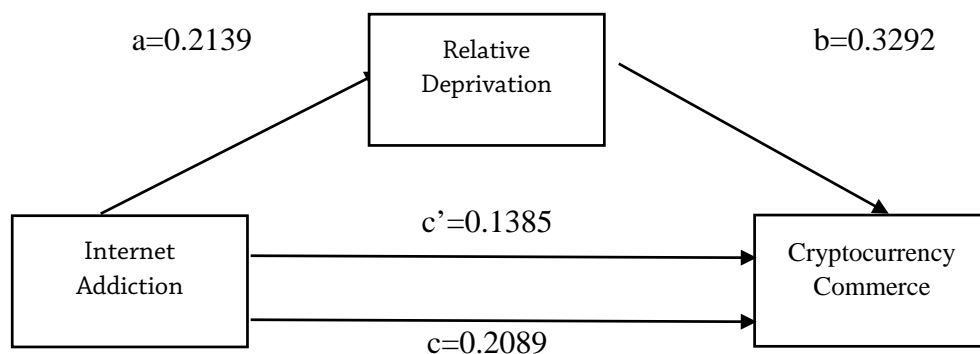 a=0.2139
Relative
Deprivation
b=0.3292
Internet
Addiction
c’=0.1385
Cryptocurrency
Commerce
c=0.2089